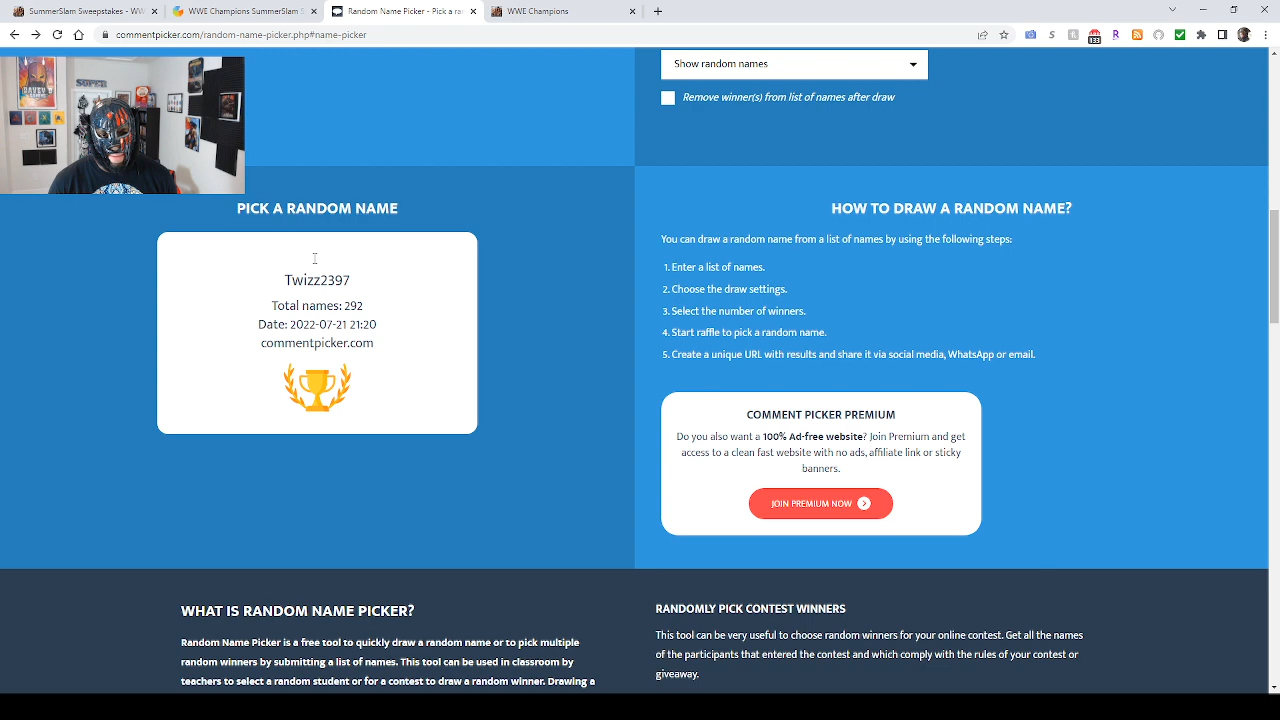 SummerSlam Sweepstakes - WW
WWE Champions SummerSlam S
Random Name Picker - Pick a ra
WWE Champions
commentpicker.com/random-name-picker.php#name-picker
133
Show random names
Remove winner(s) from list of names after draw
PICK A RANDOM NAME
Twizz2397
Total names: 292
Date: 2022-07-21 21:20
commentpicker.com
HOW TO DRAW A RANDOM NAME?
You can draw a random name from a list of names by using the following steps:
1. Enter a list of names.
2. Choose the draw settings.
3. Select the number of winners.
4. Start raffle to pick a random name.
5. Create a unique URL with results and share it via social media, WhatsApp or email.
COMMENT PICKER PREMIUM
Do you also want a 100% Ad-free website? Join Premium and get
access to a clean fast website with no ads, affiliate link or sticky
banners.
JOIN PREMIUM NOW
WHAT IS RANDOM NAME PICKER?
Random Name Picker is a free tool to quickly draw a random name or to pick multiple
random winners by submitting a list of names. This tool can be used in classroom by
teachers to select a random student or for a contest to draw a random winner. Drawing a
RANDOMLY PICK CONTEST WINNERS
This tool can be very useful to choose random winners for your online contest. Get all the names
of the participants that entered the contest and which comply with the rules of your contest or
giveaway.